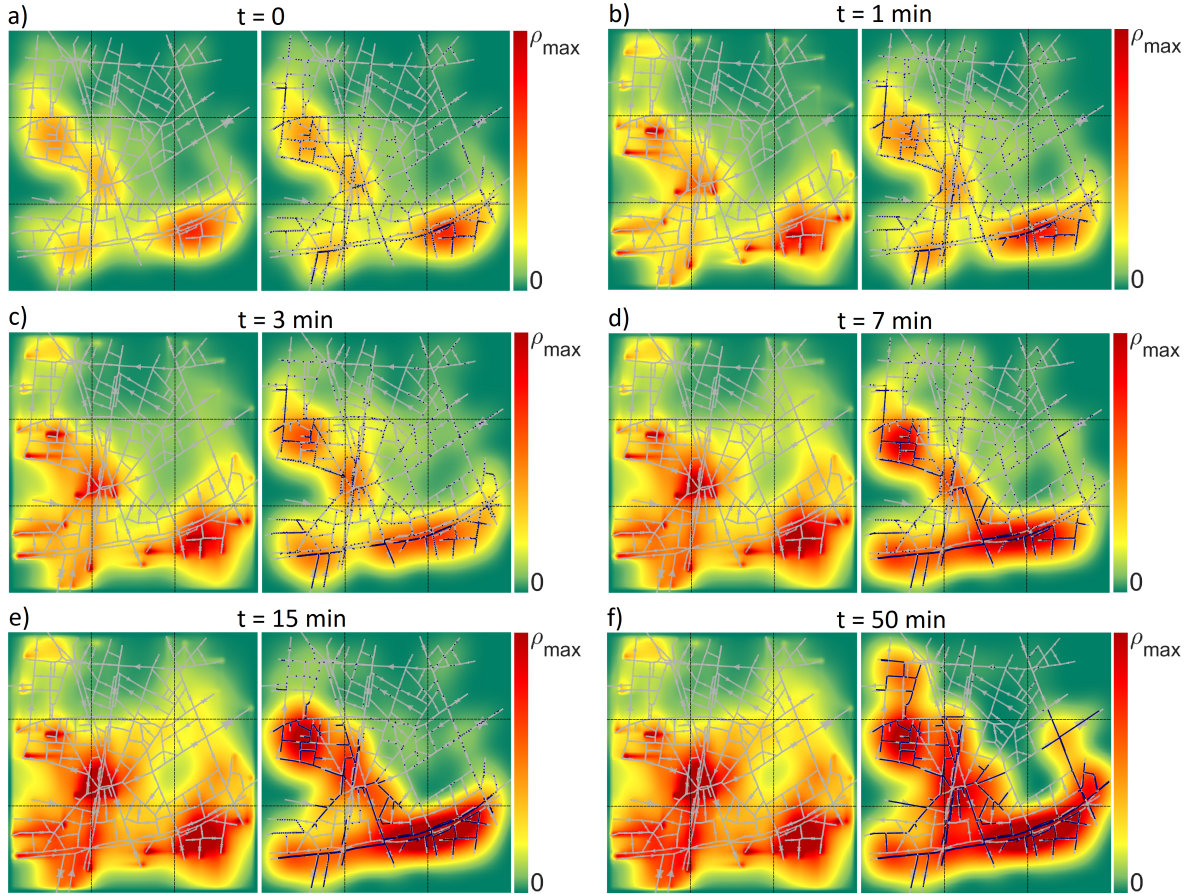 a) t = 0
ρmax
0
b) t = 1 min
ρmax
0
c) t = 3 min
ρmax
0
d) t = 7 min
ρmax
0
e) t = 15 min
ρmax
0
f) t = 50 min
ρmax
0